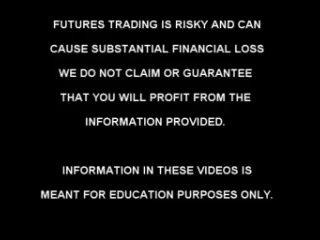 FUTURES TRADING IS RISKY AND CAN
CAUSE SUBSTANTIAL FINANCIAL LOSS
WE DO NOT CLAIM OR GUARANTEE
THAT YOU WILL PROFIT FROM THE
INFORMATION PROVIDED.
INFORMATION IN THESE VIDEOS IS
MEANT FOR EDUCATION PURPOSES ONLY.